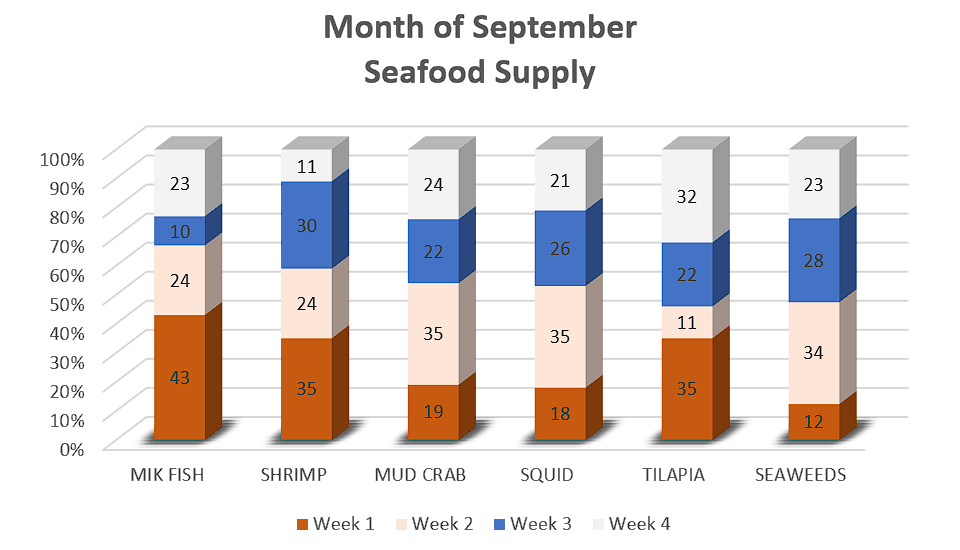 Month of September
Seafood Supply
100%
90%
80%
70%
60%
50%
40%
30%
20%
10%
0%
23 11 24 21 32 23
10 30 22 26 22 28
24 24 35 35 11 34
43 35 19 18 35 12
MIK FISH SHRIMP MUD CRAB SQUID TILAPIA SEAWEEDS
Week 1 Week 2 Week 3 Week 4